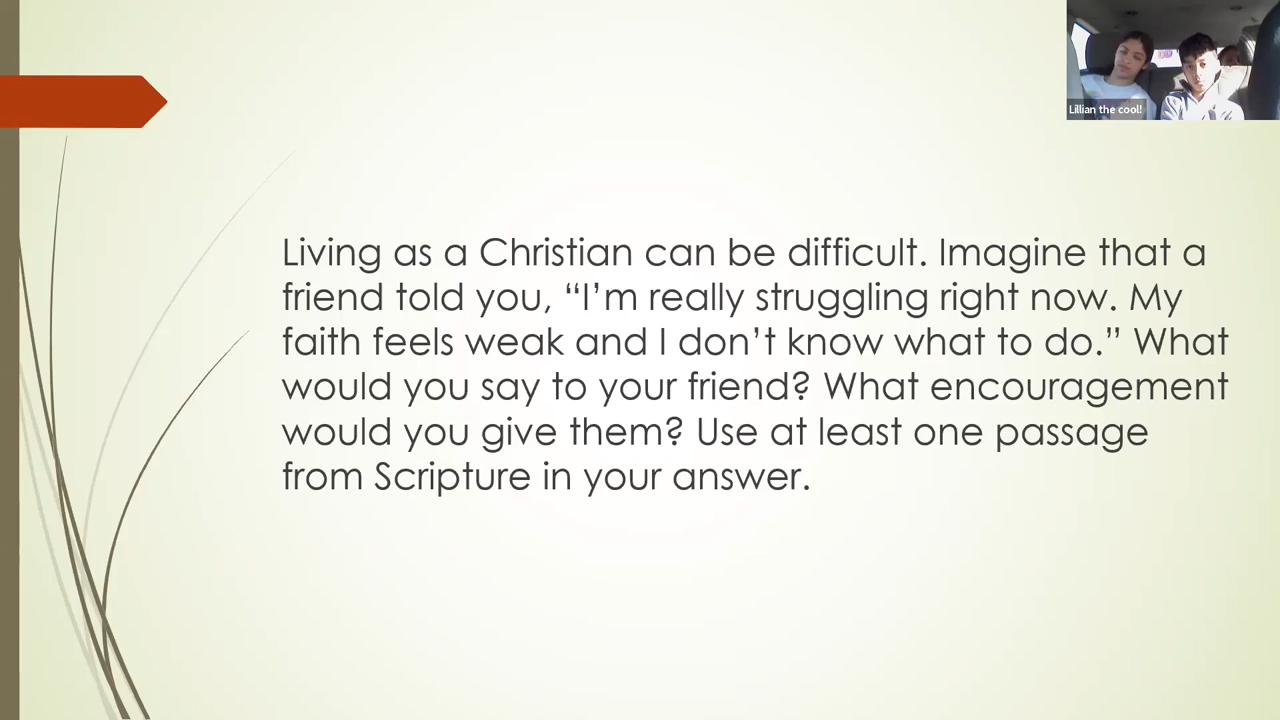 Lillian the cool!
Living as a Christian can be difficult. Imagine that a
friend told you, “I’m really struggling right now. My
faith feels weak and I don’t know what to do.” What
would you say to your friend? What encouragement
would you give them? Use at least one passage
from Scripture in your answer.